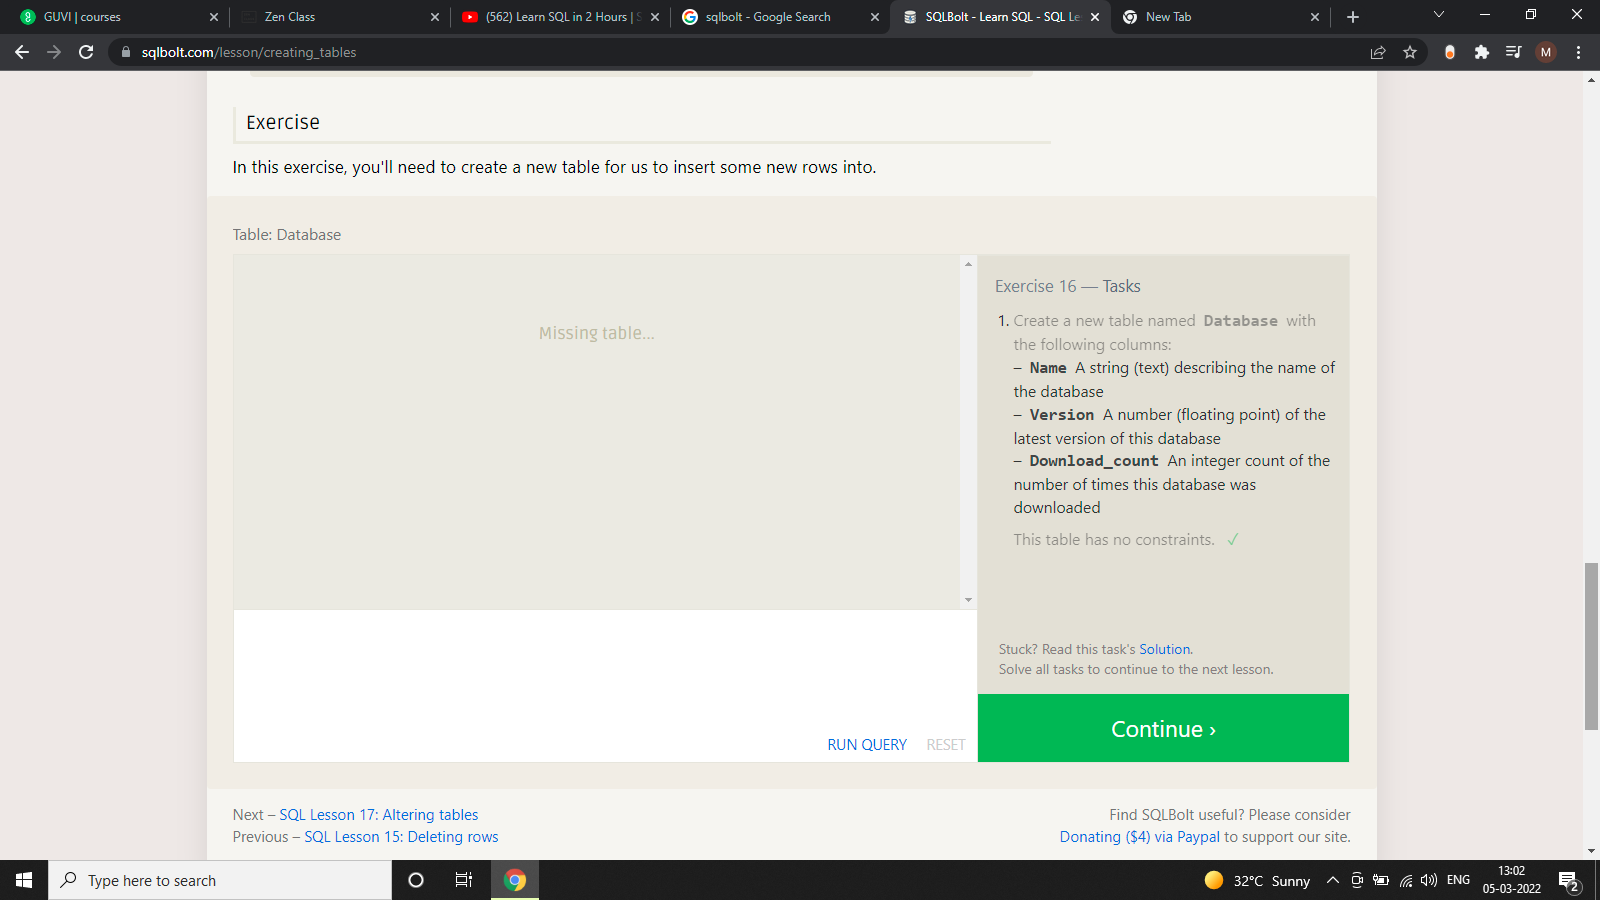 GUVI | courses
Zen Class
(562) Learn SQL in 2 Hours |
sqlbolt - Google Search
SQLBolt - Learn SQL - SQL Le
New Tab
sqlbolt.com/lesson/creating_tables
M
Exercise
In this exercise, you'll need to create a new table for us to insert some new rows into.
Table: Database
Missing table...
Exercise 16 — Tasks
1. Create a new table named Database with
the following columns:
– Name A string (text) describing the name of
the database
– Version A number (floating point) of the
latest version of this database
– Download_count An integer count of the
number of times this database was
downloaded
This table has no constraints. ✓
Stuck? Read this task's Solution.
Solve all tasks to continue to the next lesson.
RUN QUERY RESET
Continue ›
Next – SQL Lesson 17: Altering tables
Previous – SQL Lesson 15: Deleting rows
Find SQLBolt useful? Please consider
Donating ($4) via Paypal to support our site.
Type here to search
32°C Sunny
ENG
13:02
05-03-2022
2